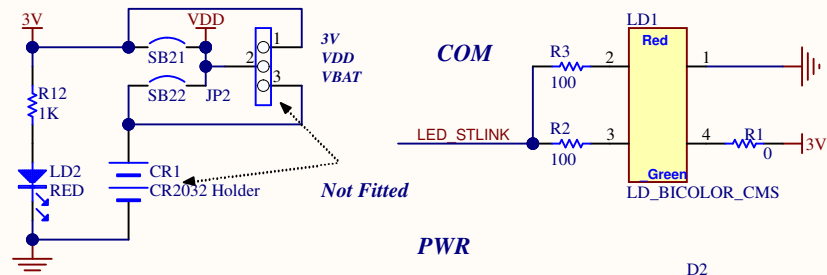 3V
VDD
LD1
Red
1
2
3
3V
VDD
VBAT
COM
SB21
R3
2
1
100
R12
1K
SB22
JP2
LED_STLINK
R2
3
4
R1
3V
100
0
LD2
RED
CR1
CR2032 Holder
Not Fitted
_Green
LD_BICOLOR_CMS
PWR
D2